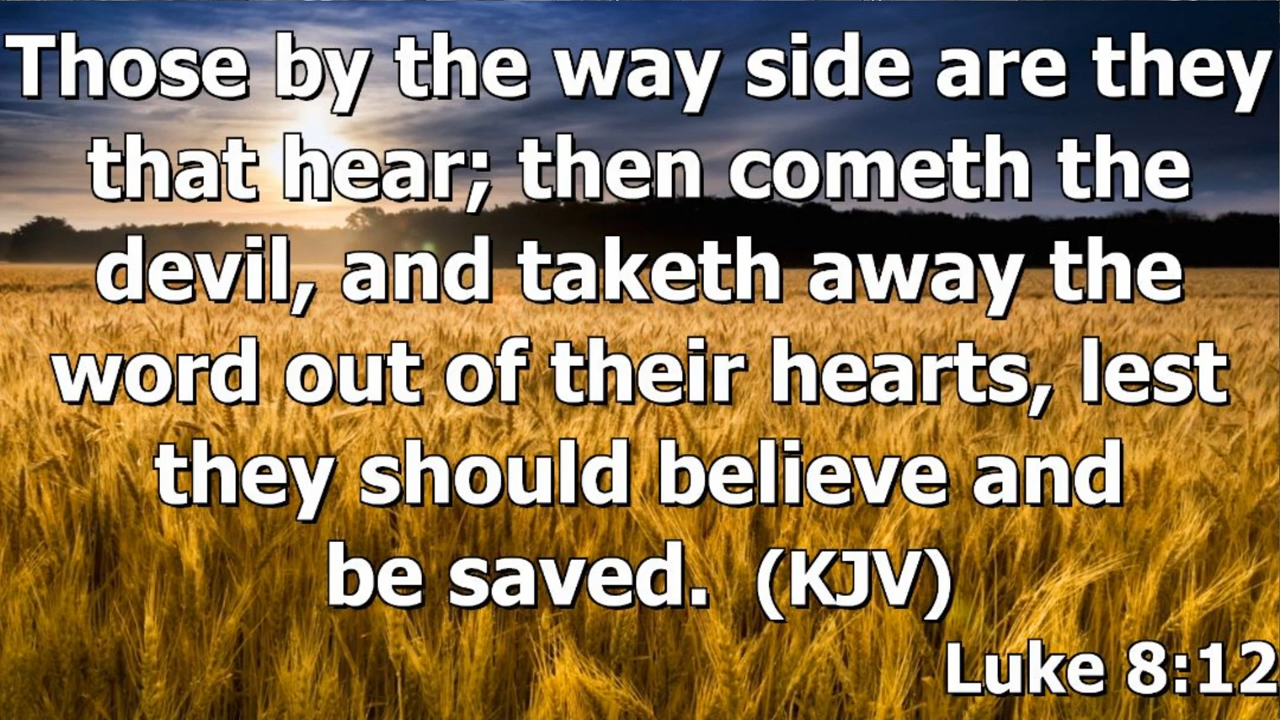 Those by the way side are they
that hear; then cometh the
devil, and taketh away the
word out of their hearts, lest
they should believe and
be saved.  (KJV)
Luke 8:12